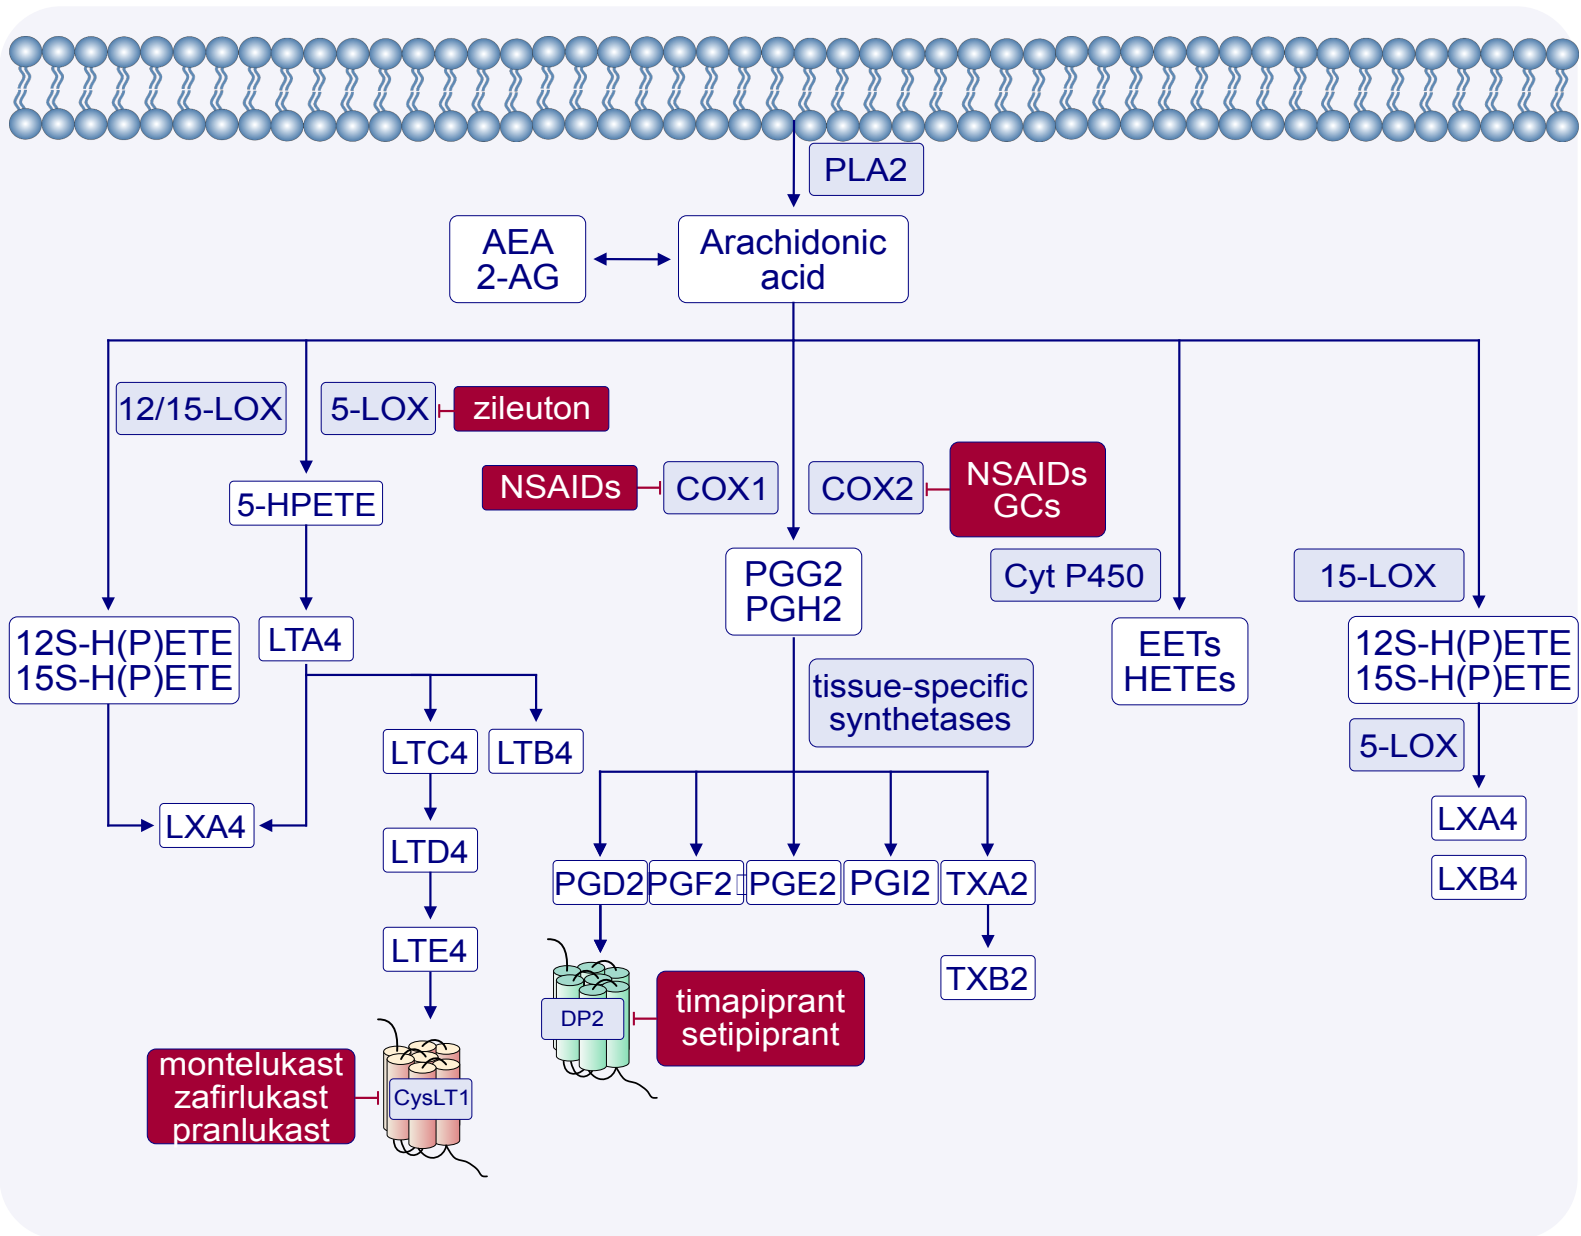 PLA2
AEA
2-AG
Arachidonic
acid
12/15-LOX
5-LOX
zileuton
NSAIDs
COX1
COX2
NSAIDs
GCs
5-HPETE
PGG2
PGH2
Cyt P450
15-LOX
12S-H(P)ETE
15S-H(P)ETE
LTA4
EETs
HETEs
12S-H(P)ETE
15S-H(P)ETE
tissue-specific
synthetases
LTC4
LTB4
5-LOX
LXA4
LXA4
LTD4
PGD2
PGF2
PGE2
PGI2
TXA2
LXB4
LTE4
TXB2
DP2
timapiprant
setipiprant
montelukast
zafirlukast
pranlukast
CysLT1